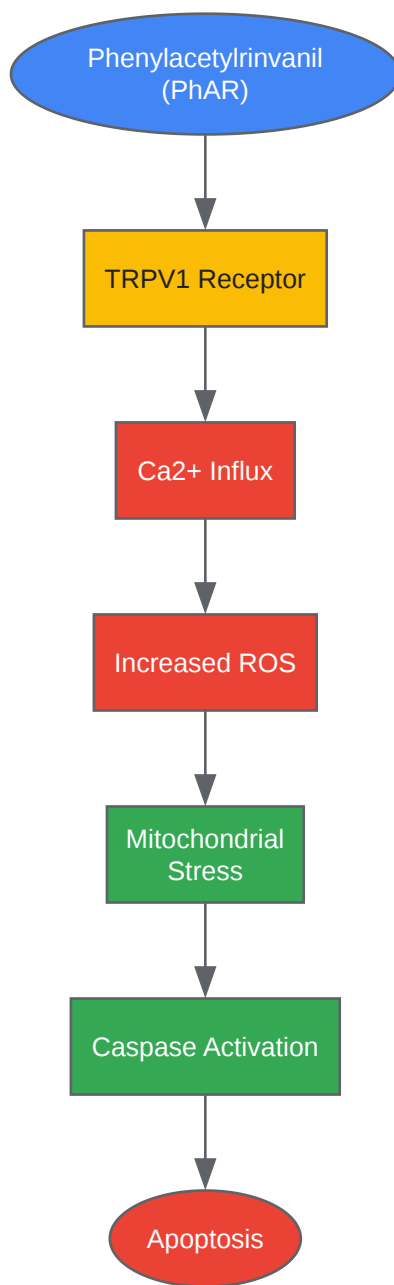 Phenylacetylrinvanil
(PhAR)
TRPV1 Receptor
Ca2+ Influx
Increased ROS
Mitochondrial
Stress
Caspase Activation
Apoptosis